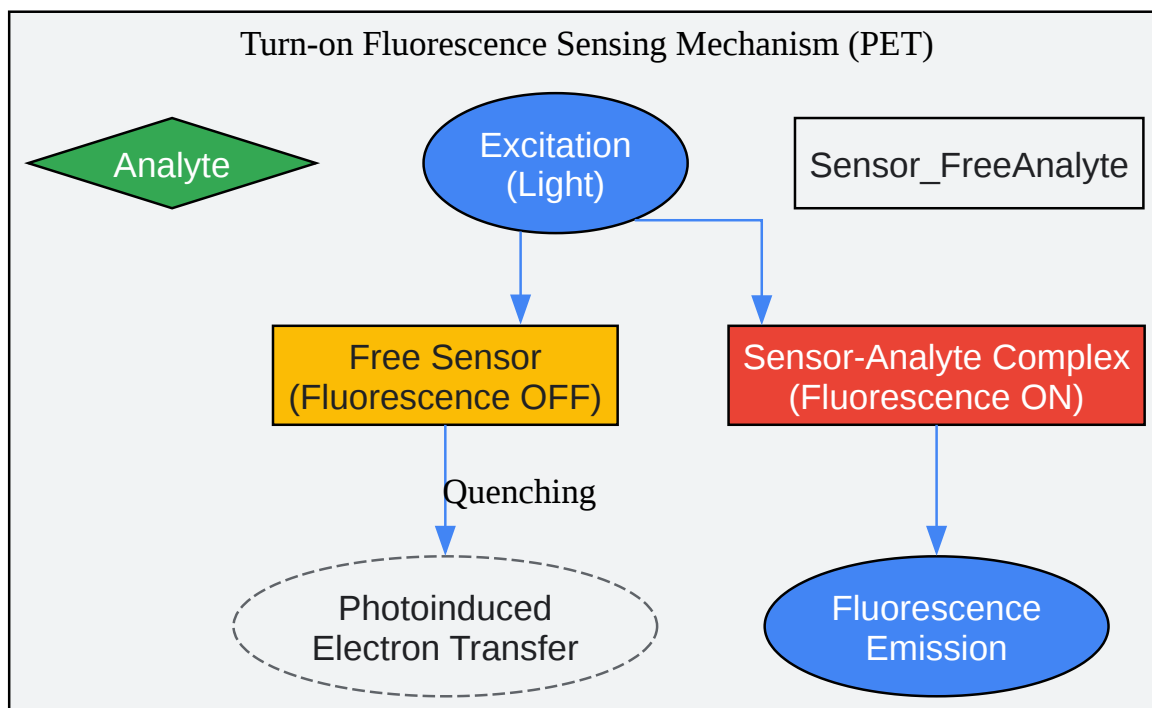 Turn-on Fluorescence Sensing Mechanism (PET)
Analyte
Excitation
(Light)
Sensor_FreeAnalyte
Free Sensor
(Fluorescence OFF)
Sensor-Analyte Complex
(Fluorescence ON)
Quenching
Photoinduced
Electron Transfer
Fluorescence
Emission